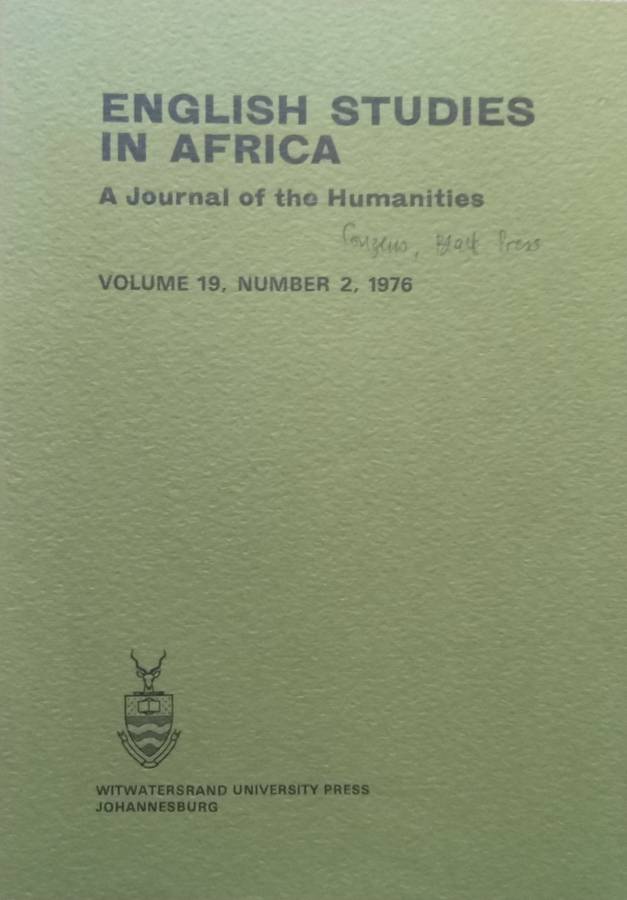 ENGLISH STUDIES
IN AFRICA
A Journal of the Humanities
Couzens, Black Press
VOLUME 19, NUMBER 2, 1976
WITWATERSRAND UNIVERSITY PRESS
JOHANNESBURG